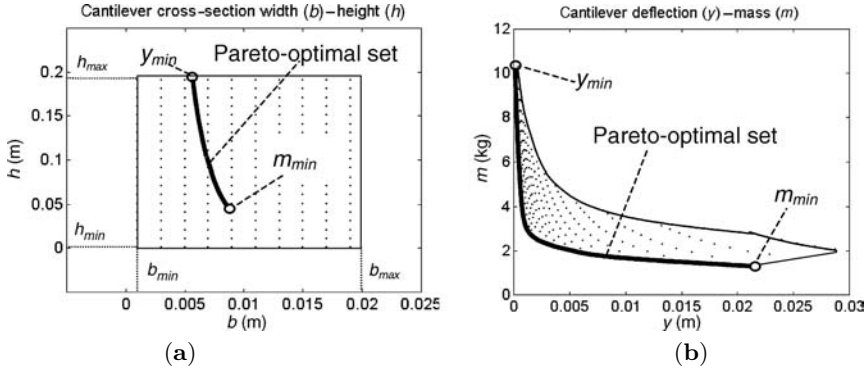 Cantilever cross-section width (b)–height (h)
h_max
y_min
Pareto-optimal set
0.2
0.15
0.1
0.05
0
h (m)
m_min
h_min
b_min
b_max
0
0.005
0.01
0.015
0.02
0.025
b (m)
(a)
Cantilever deflection (y)–mass (m)
12
10
8
6
4
2
0
m (kg)
y_min
Pareto-optimal set
m_min
0
0.005
0.01
0.015
0.02
0.025
0.03
y (m)
(b)